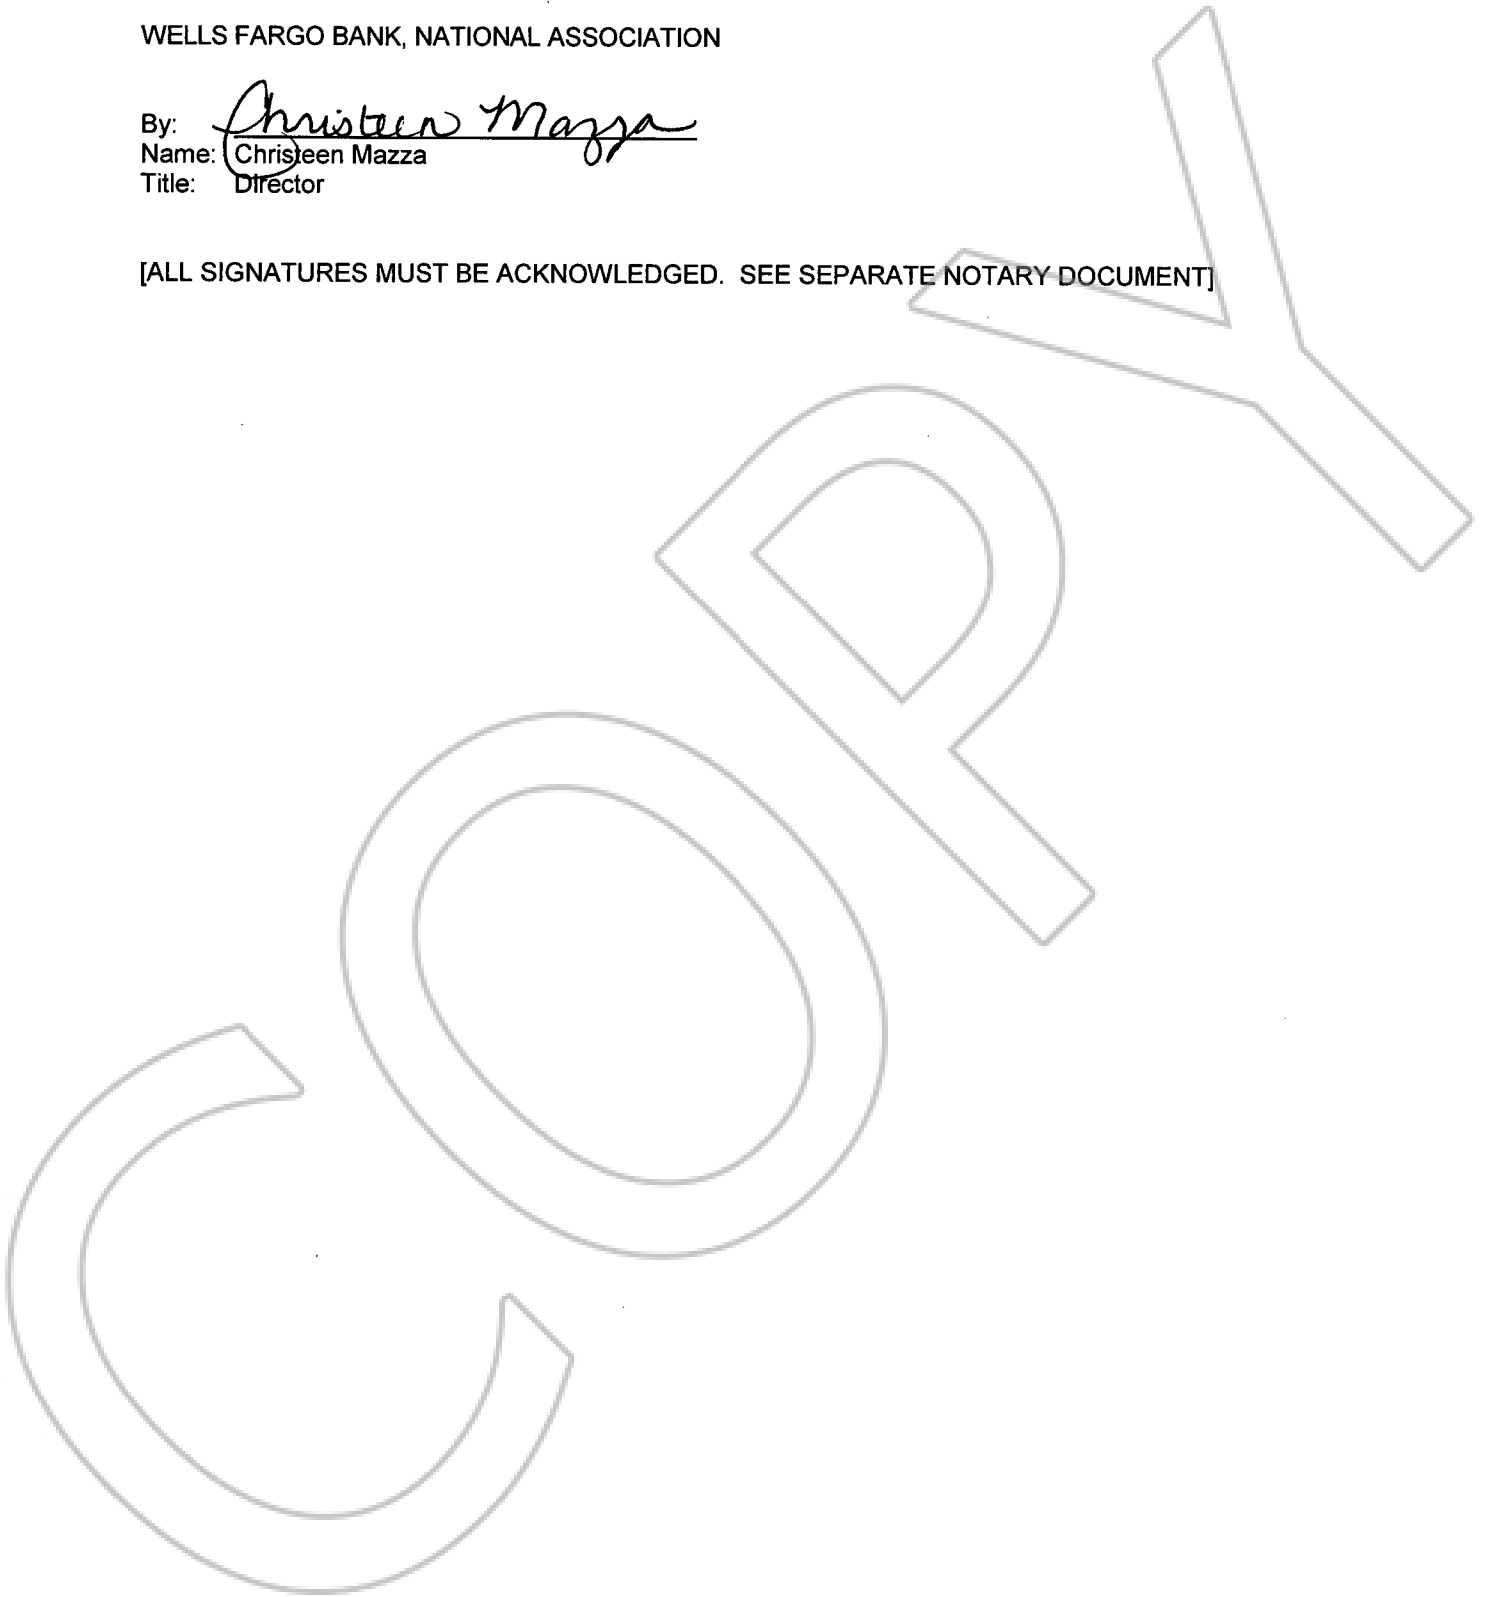 WELLS FARGO BANK, NATIONAL ASSOCIATION
By: Christeen Mazza
Name: Christeen Mazza
Title: Director
[ALL SIGNATURES MUST BE ACKNOWLEDGED. SEE SEPARATE NOTARY DOCUMENT]
COPY